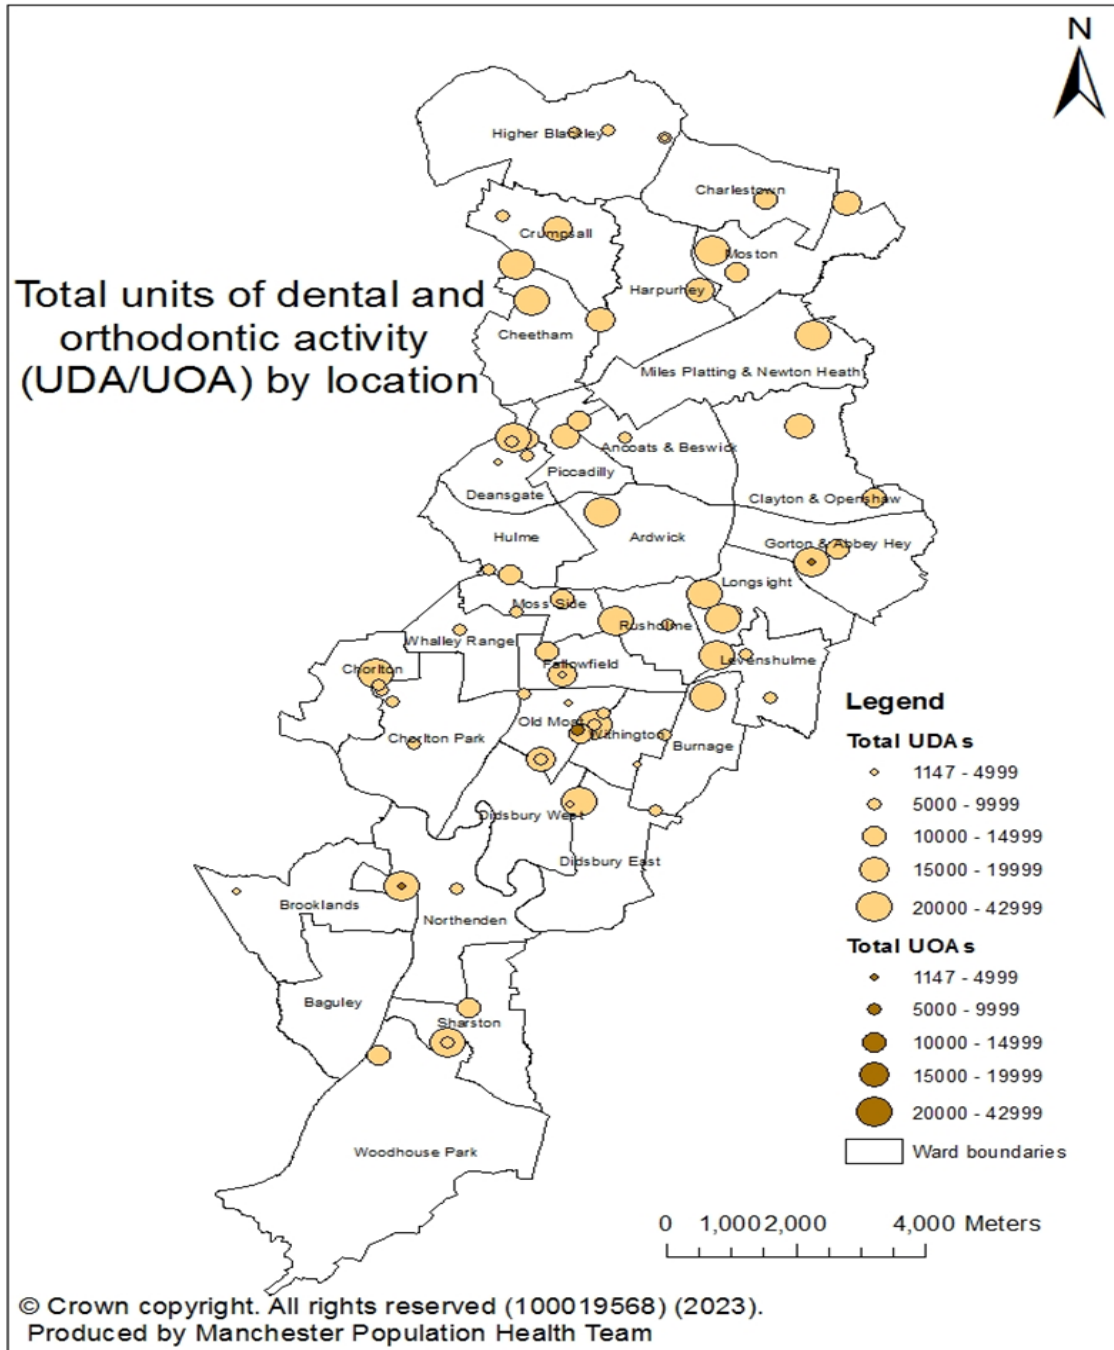 N
Higher Blackley
Charlestown
Crumpsall
Moston
Total units of dental and
orthodontic activity
(UDA/UOA) by location
Harpurhey
Cheetham
Miles Platting & Newton Heath
Ancoats & Beswick
Piccadilly
Deansgate
Clayton & Openshaw
Hulme
Ardwick
Gorton & Abbey Hey
Longsight
Moss Side
Rusholme
Whalley Range
Fallowfield
Levenshulme
Chorlton
Old Moat
Withington
Chorlton Park
Burnage
Didsbury West
Didsbury East
Brooklands
Northenden
Baguley
Sharston
Woodhouse Park
Legend
Total UDAs
1147 - 4999
5000 - 9999
10000 - 14999
15000 - 19999
20000 - 42999
Total UOAs
1147 - 4999
5000 - 9999
10000 - 14999
15000 - 19999
20000 - 42999
Ward boundaries
0 1,000 2,000 4,000 Meters
© Crown copyright. All rights reserved (100019568) (2023).
Produced by Manchester Population Health Team